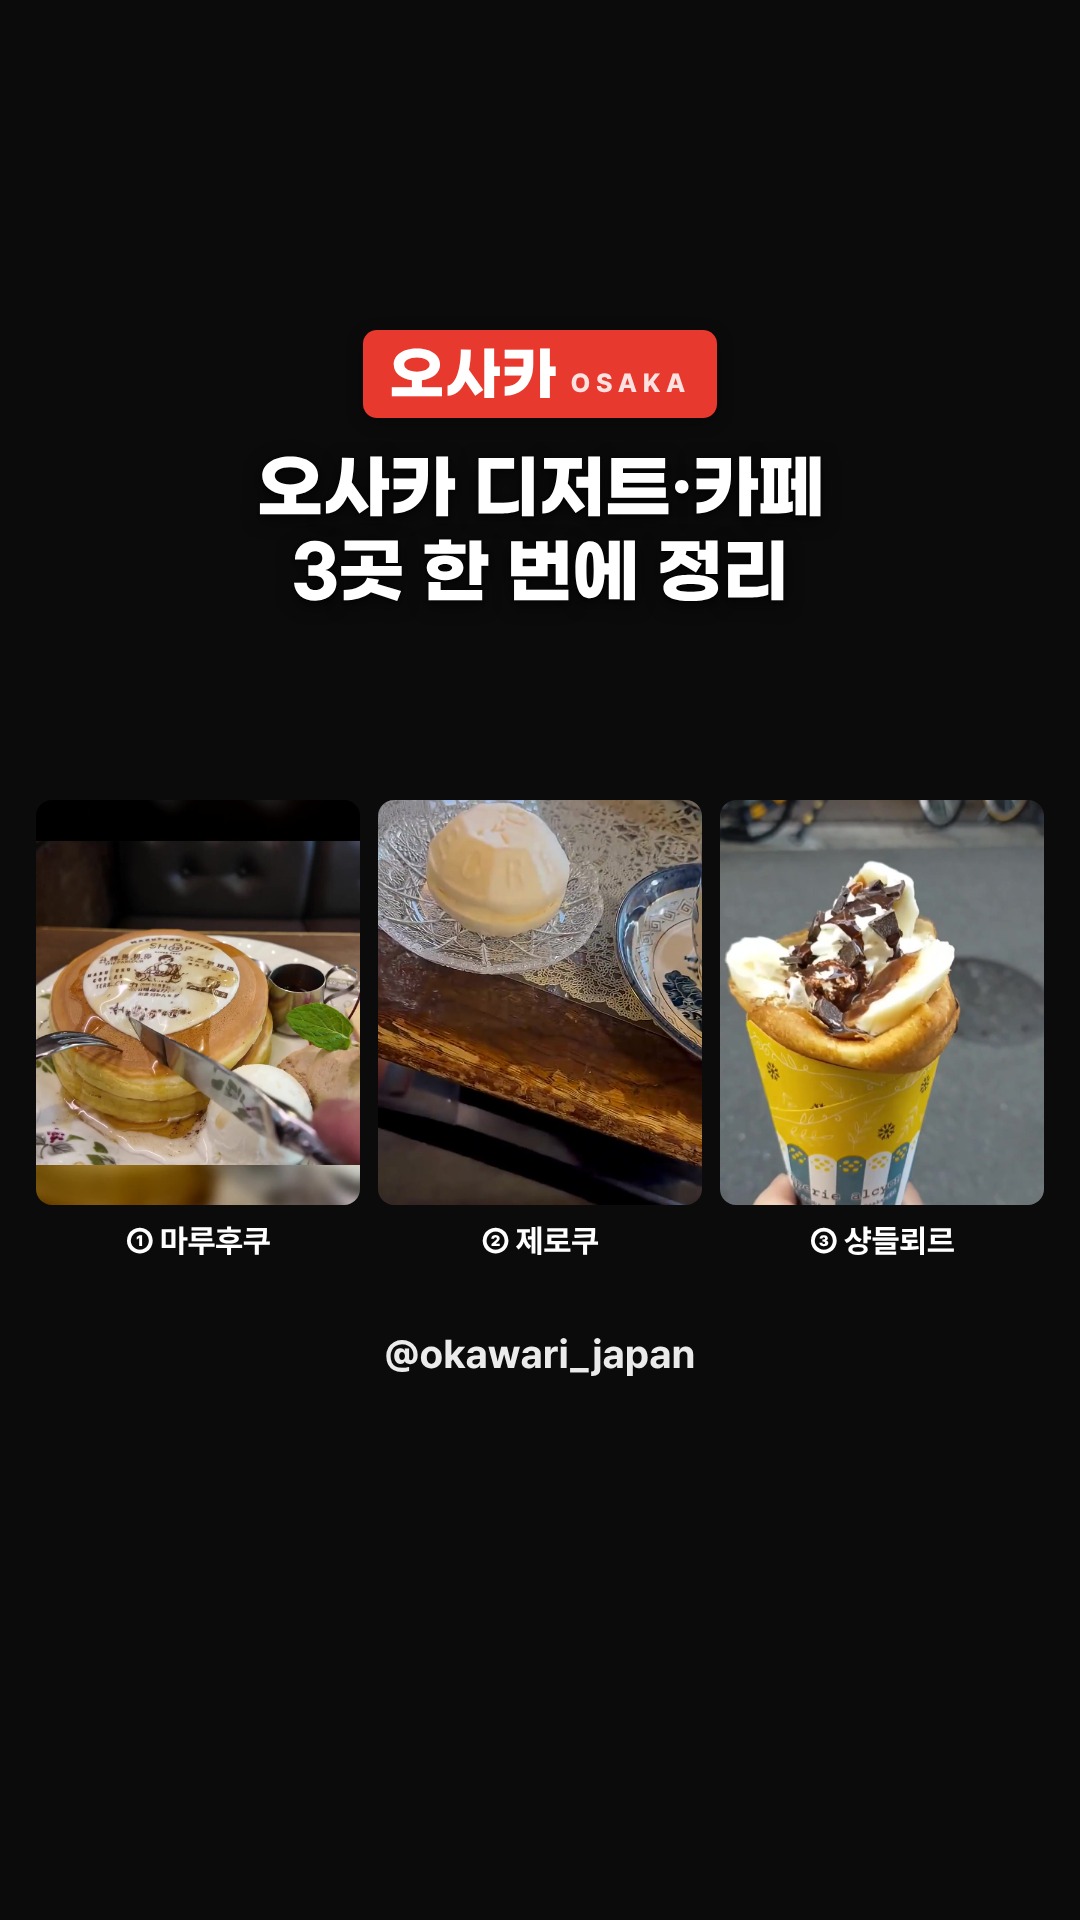 오사카 OSAKA
오사카 디저트·카페
3곳 한 번에 정리
SHOP
① 마루후쿠
② 제로쿠
③ 샹들뢰르
@okawari_japan